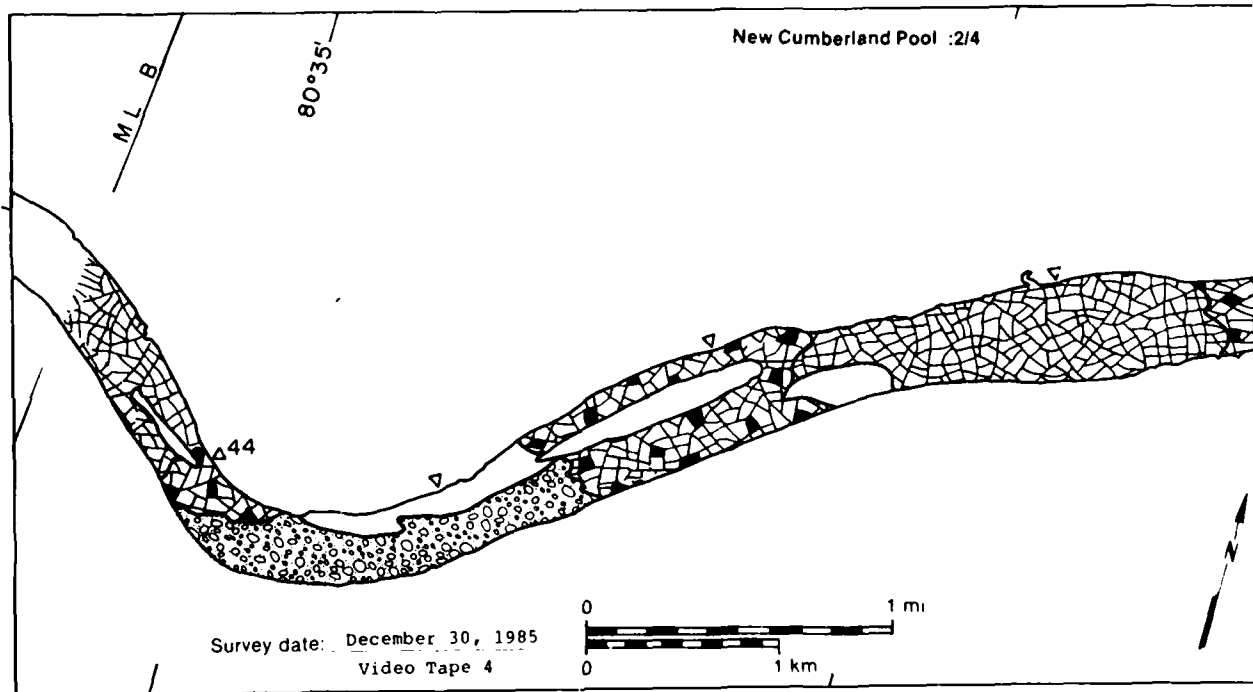 New Cumberland Pool :2/4
M L B
80°35'
44
N
0 1 mi
0 1 km
Survey date: December 30, 1985
Video Tape 4